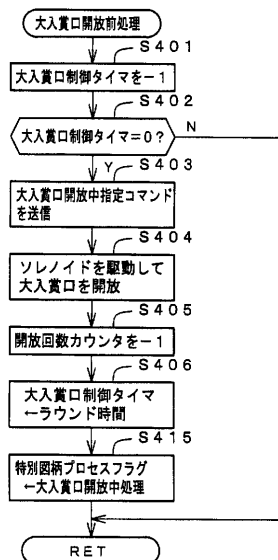 大入賞口開放前処理
S401
大入賞口制御タイマを−1
S402
大入賞口制御タイマ=0?
N
Y
S403
大入賞口開放中指定コマンド
を送信
S404
ソレノイドを駆動して
大入賞口を開放
S405
開放回数カウンタを−1
S406
大入賞口制御タイマ
←ラウンド時間
S415
特別図柄プロセスフラグ
←大入賞口開放中処理
RET